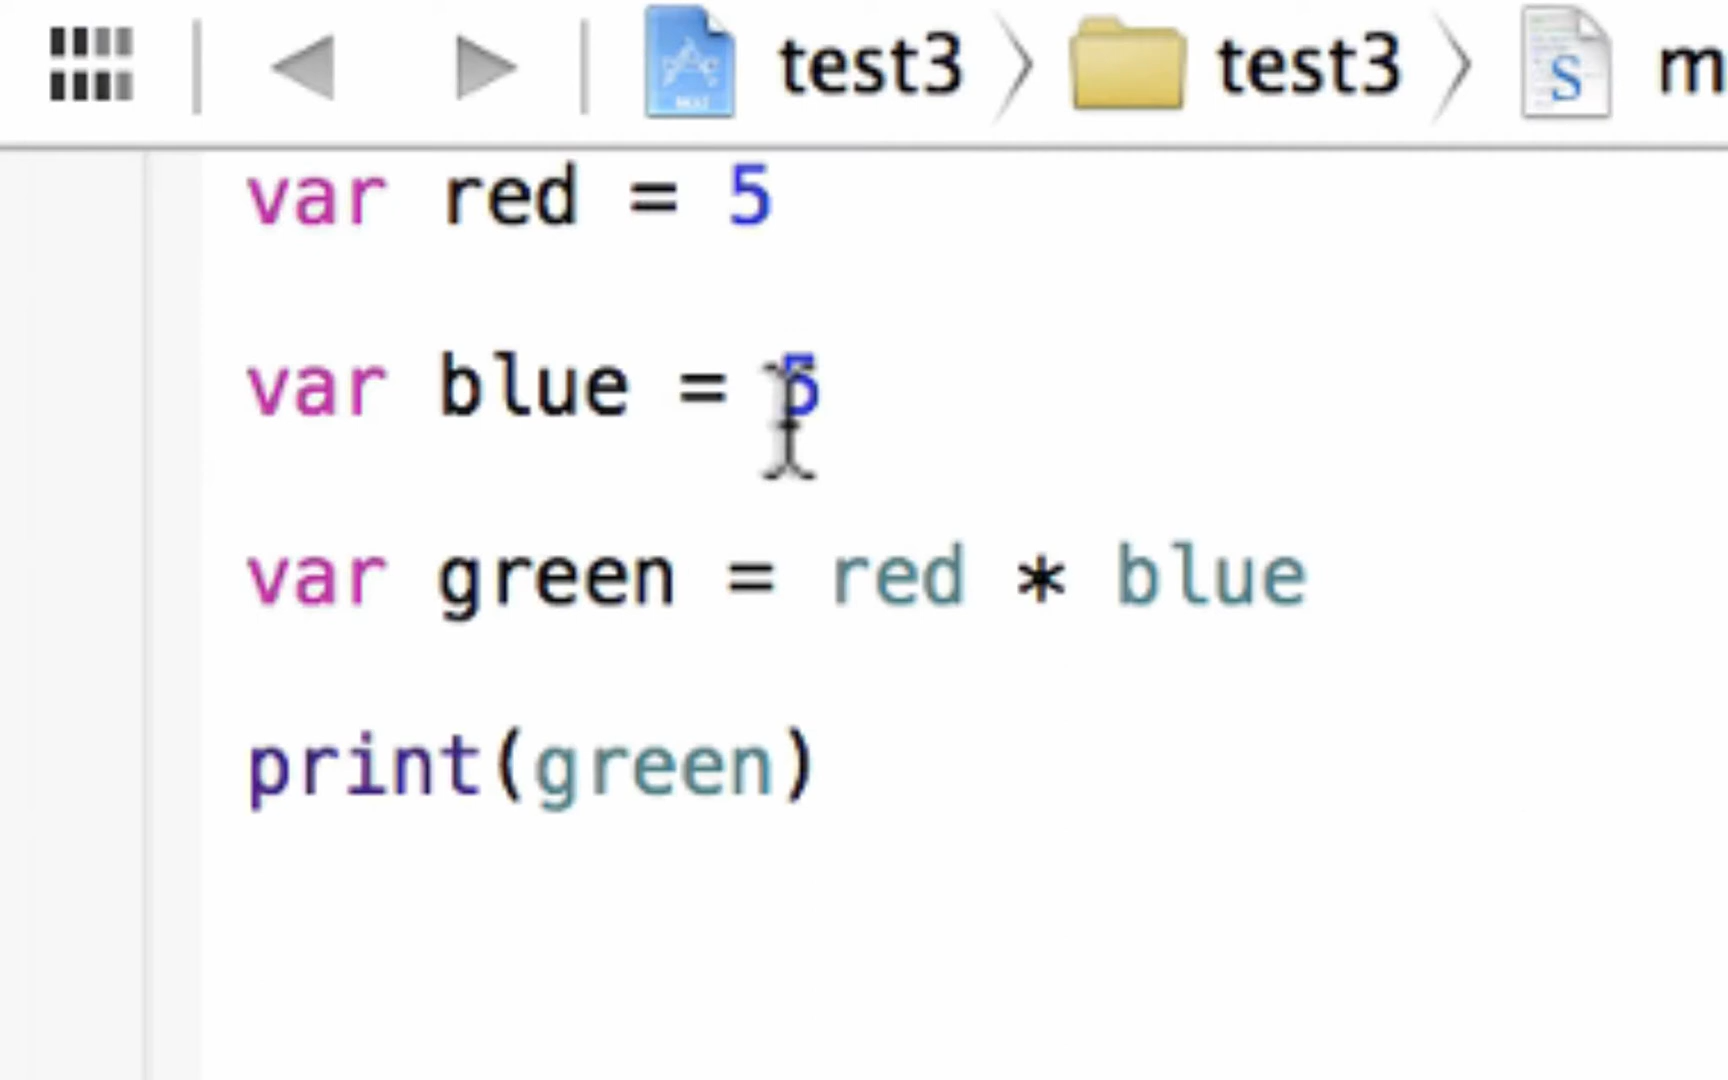 test3 test3 m
var red = 5
var blue = 5
var green = red * blue
print(green)